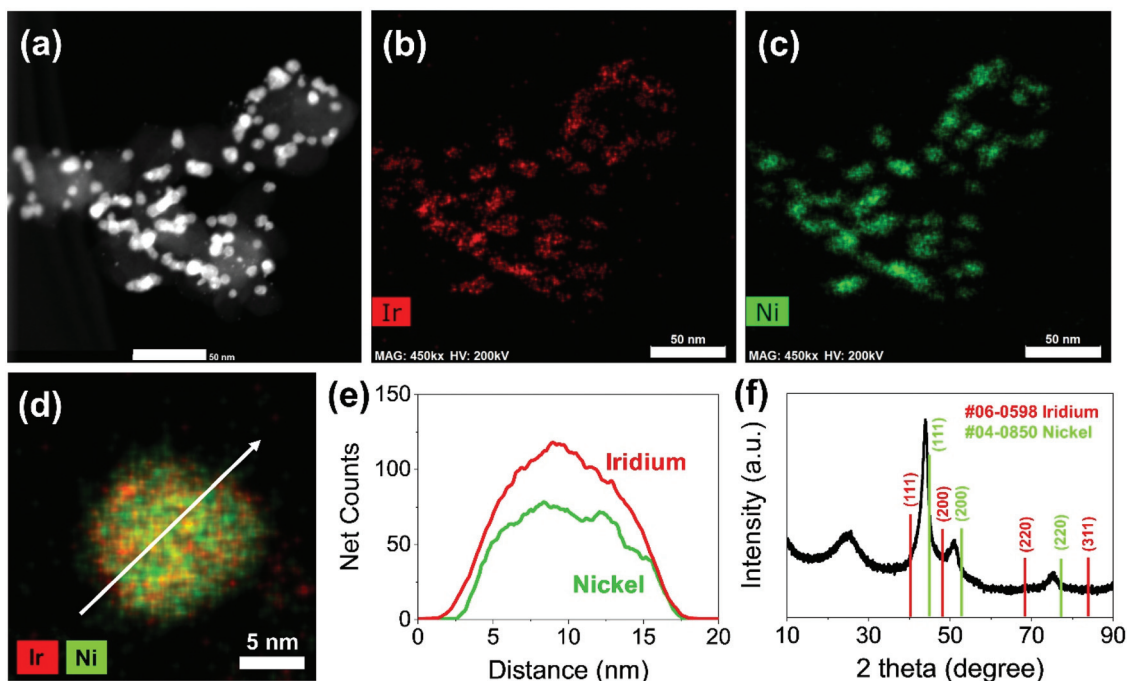 (a)
50 nm
(b)
Ir
MAG: 450kx HV: 200kV
50 nm
(c)
Ni
MAG: 450kx HV: 200kV
50 nm
(d)
Ir
Ni
5 nm
(e)
Net Counts
150
100
50
0
Iridium
Nickel
0
5
10
15
20
Distance (nm)
(f)
Intensity (a.u.)
#06-0598 Iridium
#04-0850 Nickel
(111)
(111)
(200)
(200)
(220)
(220)
(311)
10
30
50
70
90
2 theta (degree)